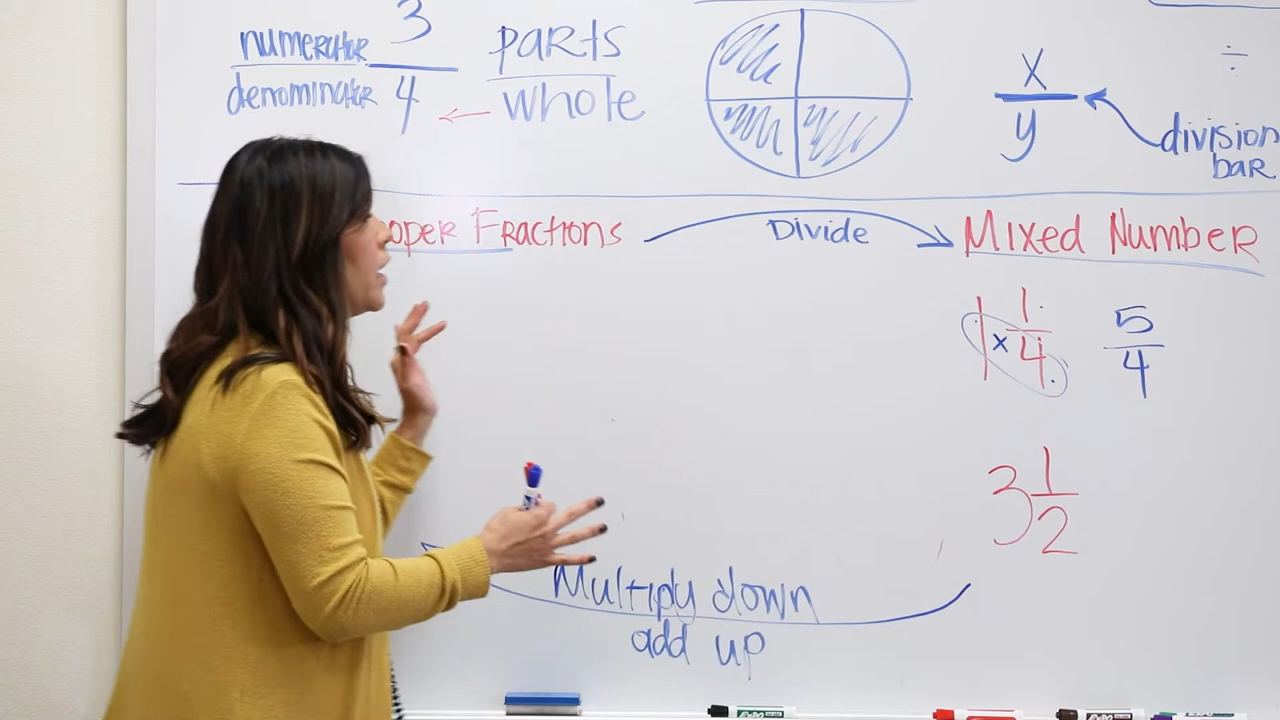 numerator 3 parts
denominator 4 whole
x
y
÷
division
bar
oper Fractions
Divide
Mixed Number
1 x 1/4
5/4
3 1/2
Multiply down
add up